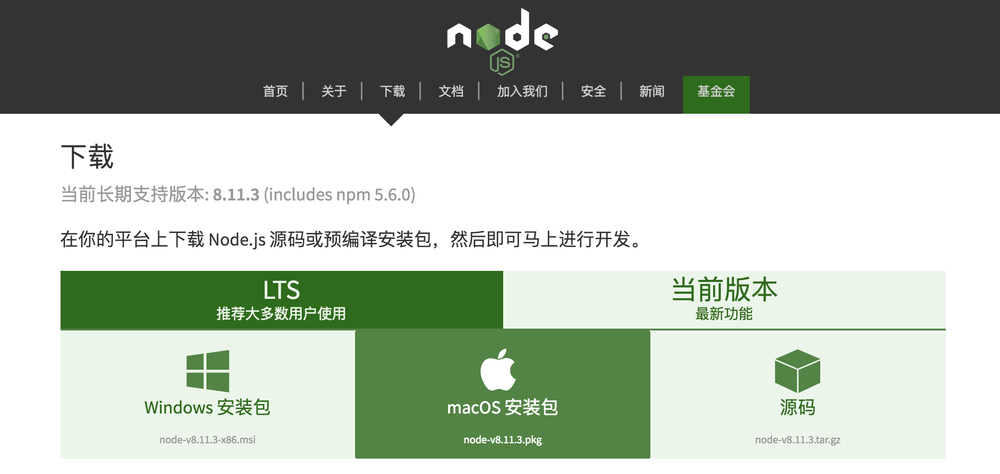 node
JS®
首页 关于 下载 文档 加入我们 安全 新闻 基金会
下载
当前长期支持版本: 8.11.3 (includes npm 5.6.0)
在你的平台上下载 Node.js 源码或预编译安装包，然后即可马上进行开发。
LTS
推荐大多数用户使用
当前版本
最新功能
Windows 安装包
node-v8.11.3-x86.msi
macOS 安装包
node-v8.11.3.pkg
源码
node-v8.11.3.tar.gz